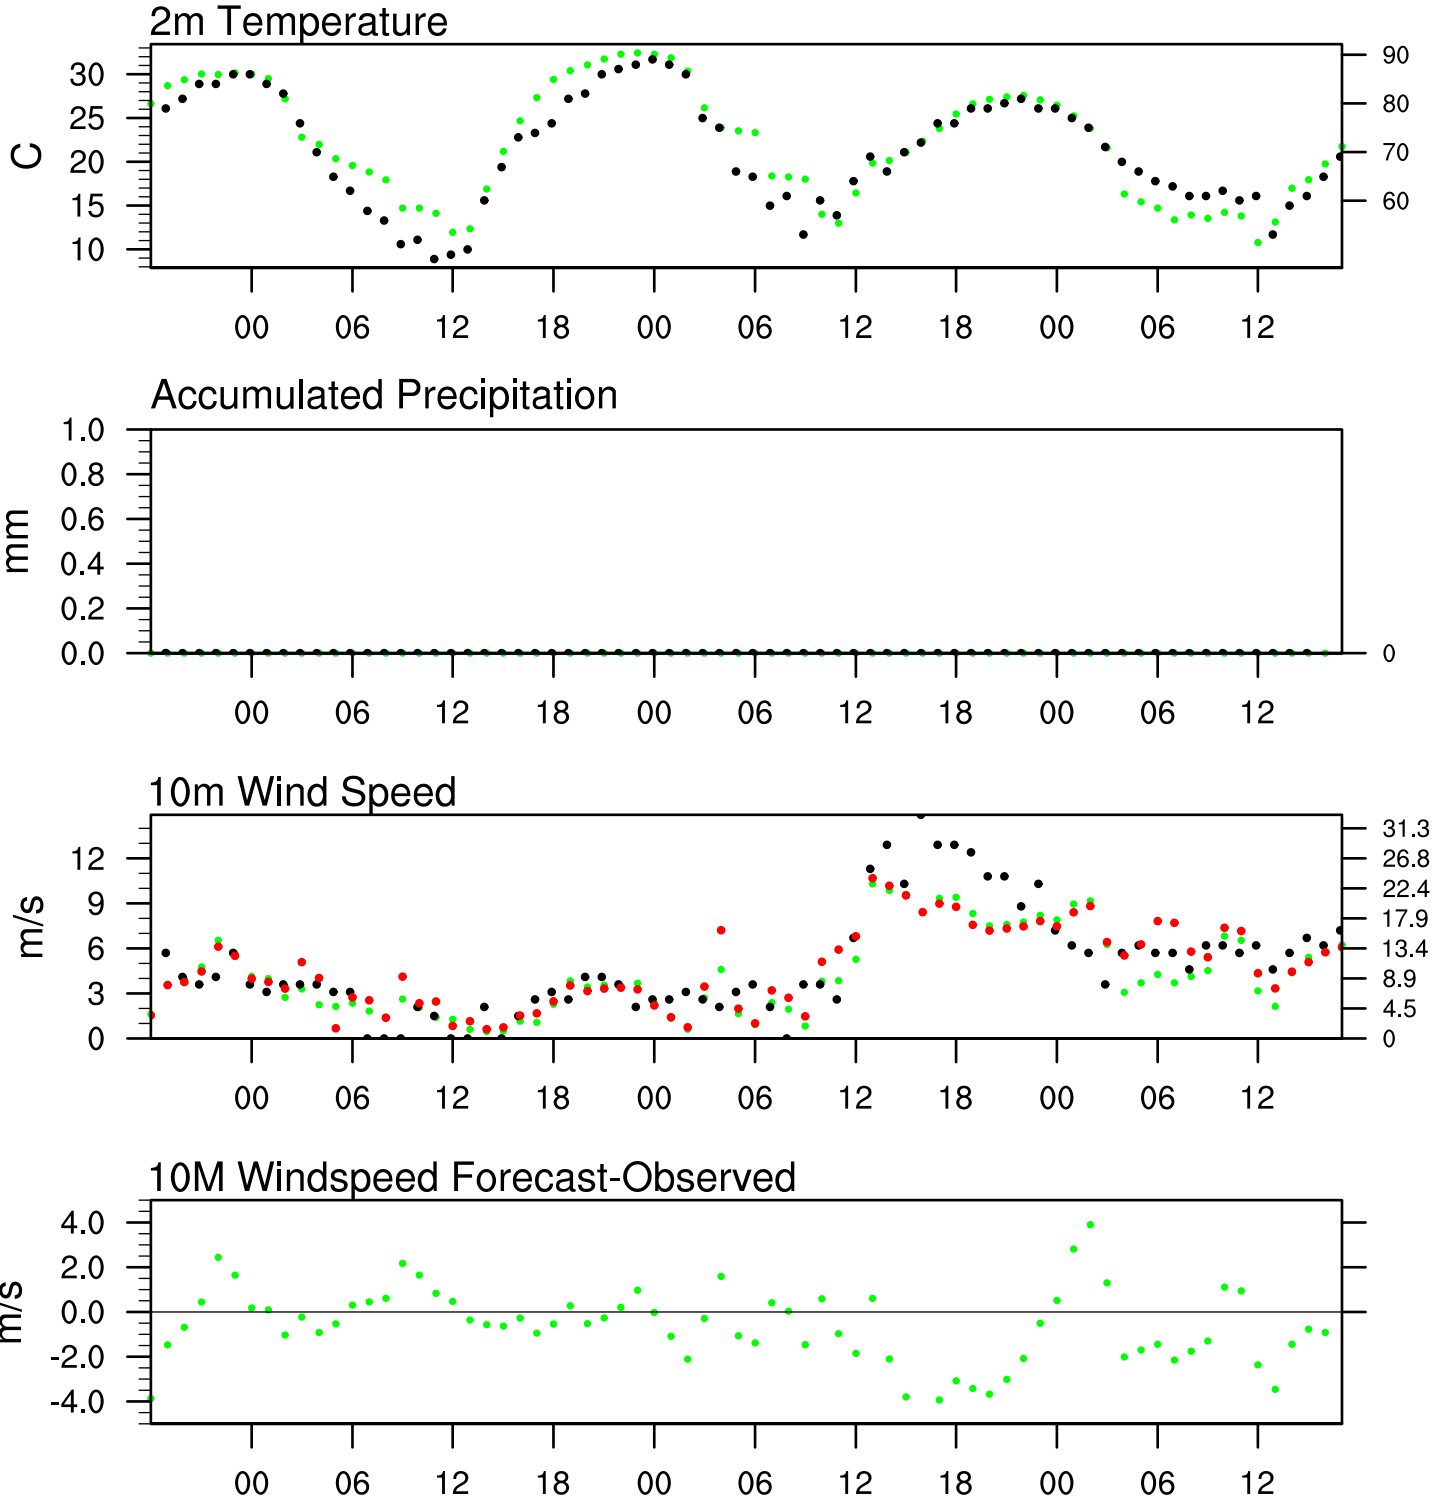 2m Temperature
30
25
20
15
10
C
90
80
70
60
00 06 12 18 00 06 12 18 00 06 12
Accumulated Precipitation
1.0
0.8
0.6
0.4
0.2
0.0
mm
0
00 06 12 18 00 06 12 18 00 06 12
10m Wind Speed
12
9
6
3
0
m/s
31.3
26.8
22.4
17.9
13.4
8.9
4.5
0
00 06 12 18 00 06 12 18 00 06 12
10M Windspeed Forecast-Observed
4.0
2.0
0.0
-2.0
-4.0
m/s
00 06 12 18 00 06 12 18 00 06 12